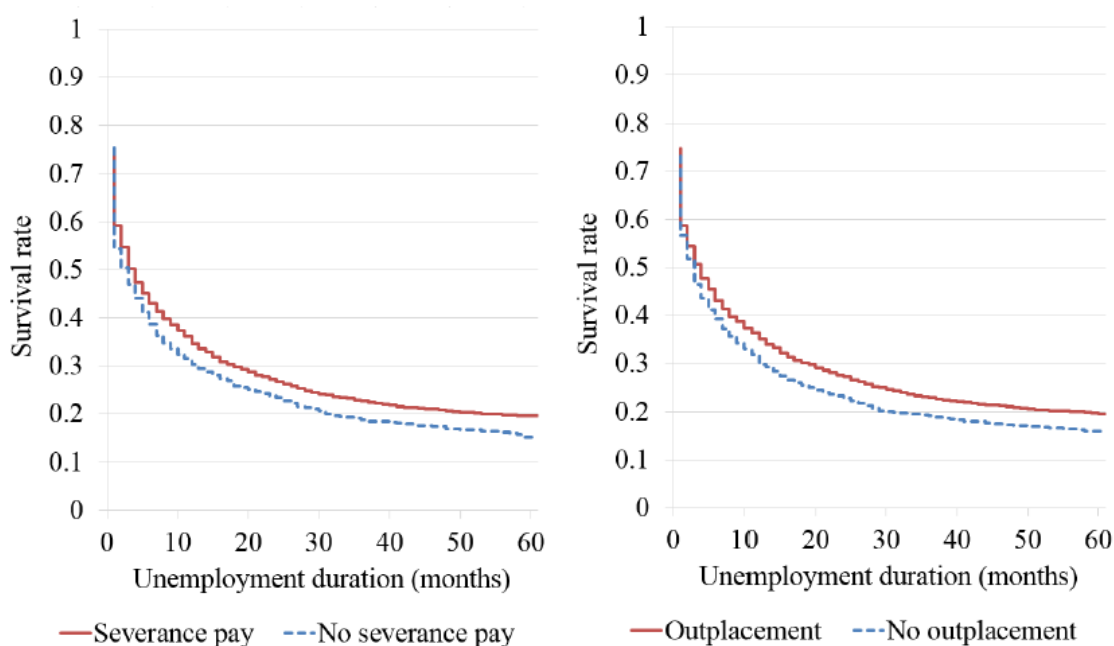 1
0.9
0.8
0.7
0.6
0.5
0.4
0.3
0.2
0.1
0
Survival rate
0 10 20 30 40 50 60
Unemployment duration (months)
Severance pay No severance pay
1
0.9
0.8
0.7
0.6
0.5
0.4
0.3
0.2
0.1
0
Survival rate
0 10 20 30 40 50 60
Unemployment duration (months)
Outplacement No outplacement